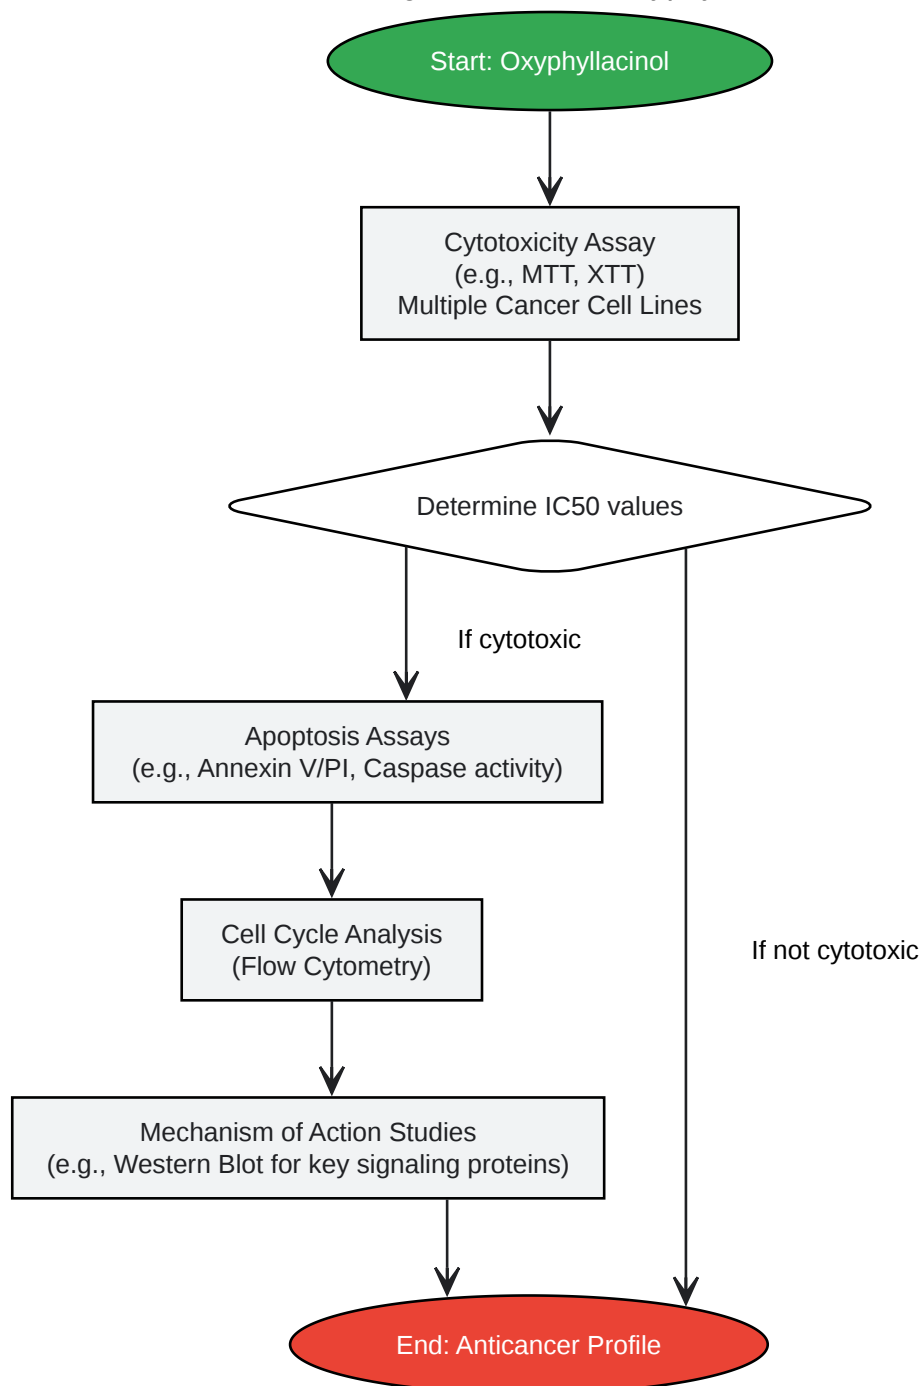 Start: Oxyphyllacinol
Cytotoxicity Assay
(e.g., MTT, XTT)
Multiple Cancer Cell Lines
Determine IC50 values
If cytotoxic
Apoptosis Assays
(e.g., Annexin V/PI, Caspase activity)
Cell Cycle Analysis
(Flow Cytometry)
If not cytotoxic
Mechanism of Action Studies
(e.g., Western Blot for key signaling proteins)
End: Anticancer Profile